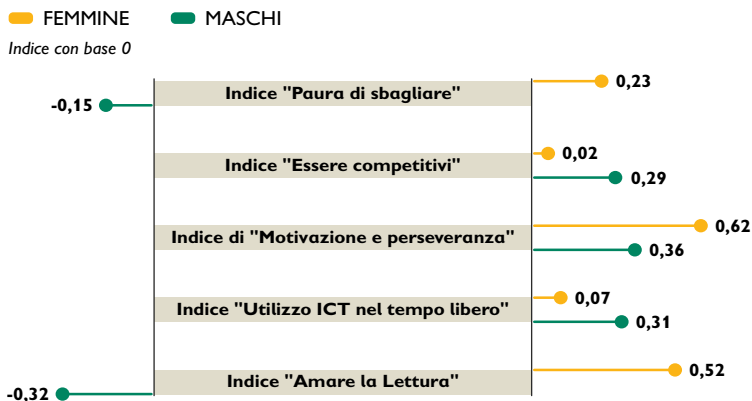 FEMMINE MASCHI
Indice con base 0
Indice "Paura di sbagliare"
0,23
-0,15
Indice "Essere competitivi"
0,02
0,29
Indice di "Motivazione e perseveranza"
0,62
0,36
Indice "Utilizzo ICT nel tempo libero"
0,07
0,31
Indice "Amare la Lettura"
0,52
-0,32